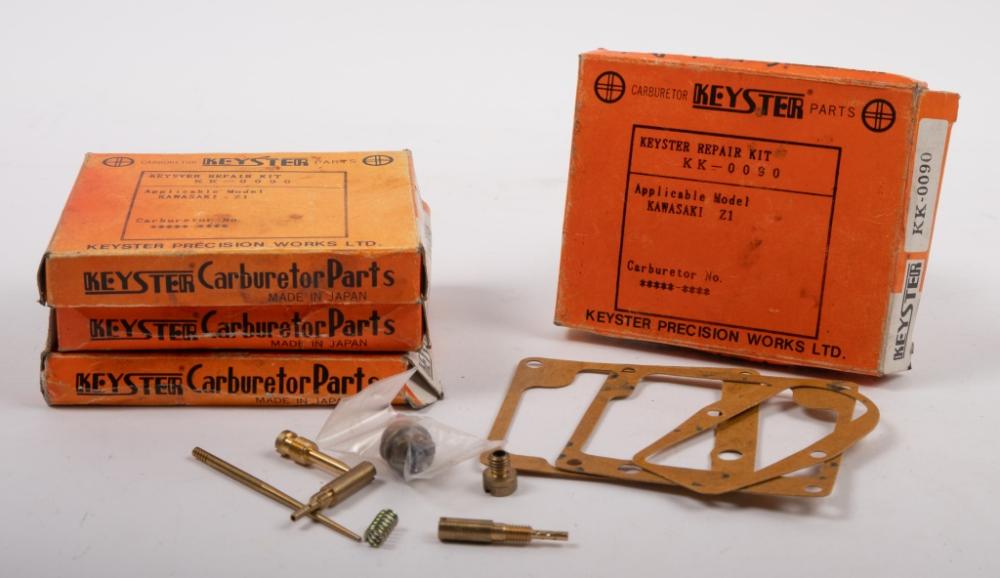 CARBURETOR KEYSTER PARTS
KEYSTER REPAIR KIT
KK-0090
Applicable Model
KAWASAKI Z1
Carburetor No.
*****-****
KEYSTER PRECISION WORKS LTD.
KEYSTER Carburetor Parts
MADE IN JAPAN
KEYSTER Carburetor Parts
MADE IN JAPAN
KEYSTER Carburetor Parts
MADE IN JAPAN
CARBURETOR KEYSTER® PARTS
KEYSTER REPAIR KIT
KK-0090
Applicable Model
KAWASAKI Z1
Carburetor No.
*****-****
KEYSTER PRECISION WORKS LTD.
KK-0090
KEYSTER